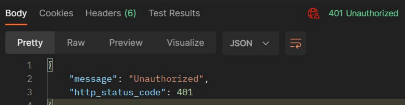 Body Cookies Headers (6) Test Results 401 Unauthorized
Pretty Raw Preview Visualize JSON
1 {
2 "message": "Unauthorized",
3 "http_status_code": 401
4 }